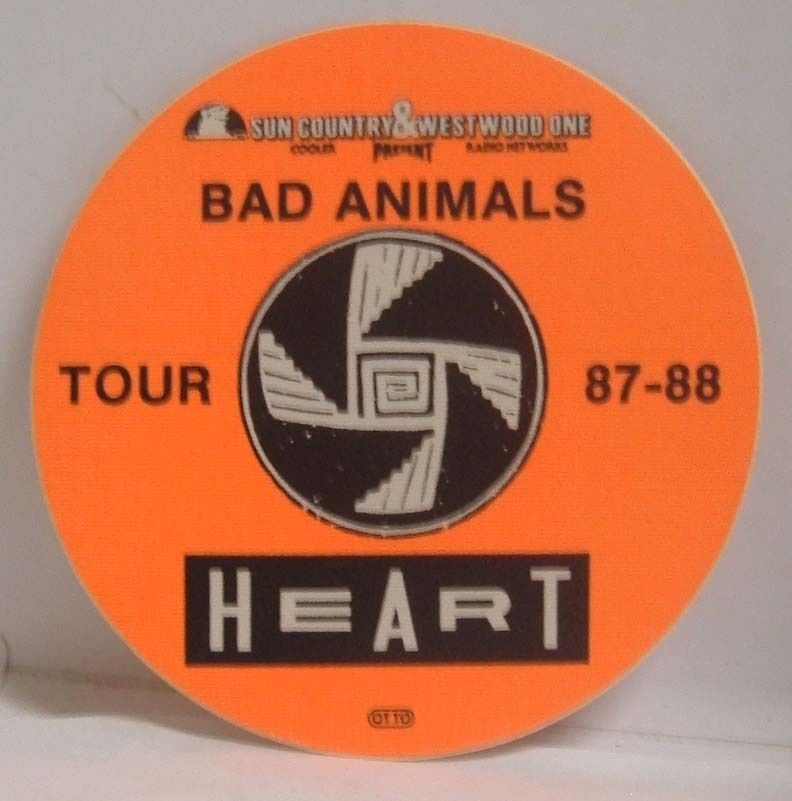 SUN COUNTRY & WESTWOOD ONE
COOLER PRESENT RADIO NETWORKS
BAD ANIMALS
TOUR 87-88
HEART
OTTO